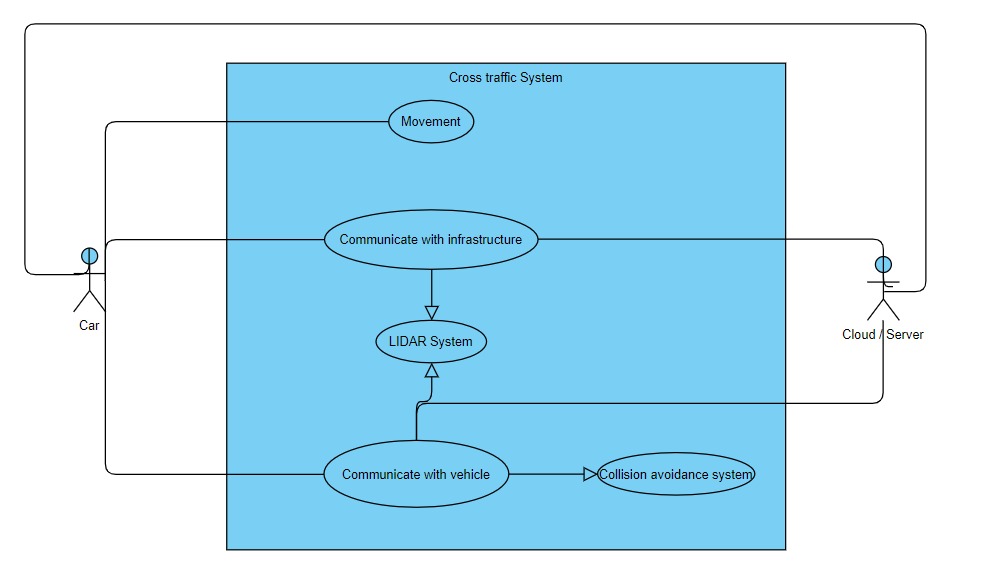 Cross traffic System
Movement
Communicate with infrastructure
Car
Cloud / Server
LIDAR System
Communicate with vehicle
Collision avoidance system